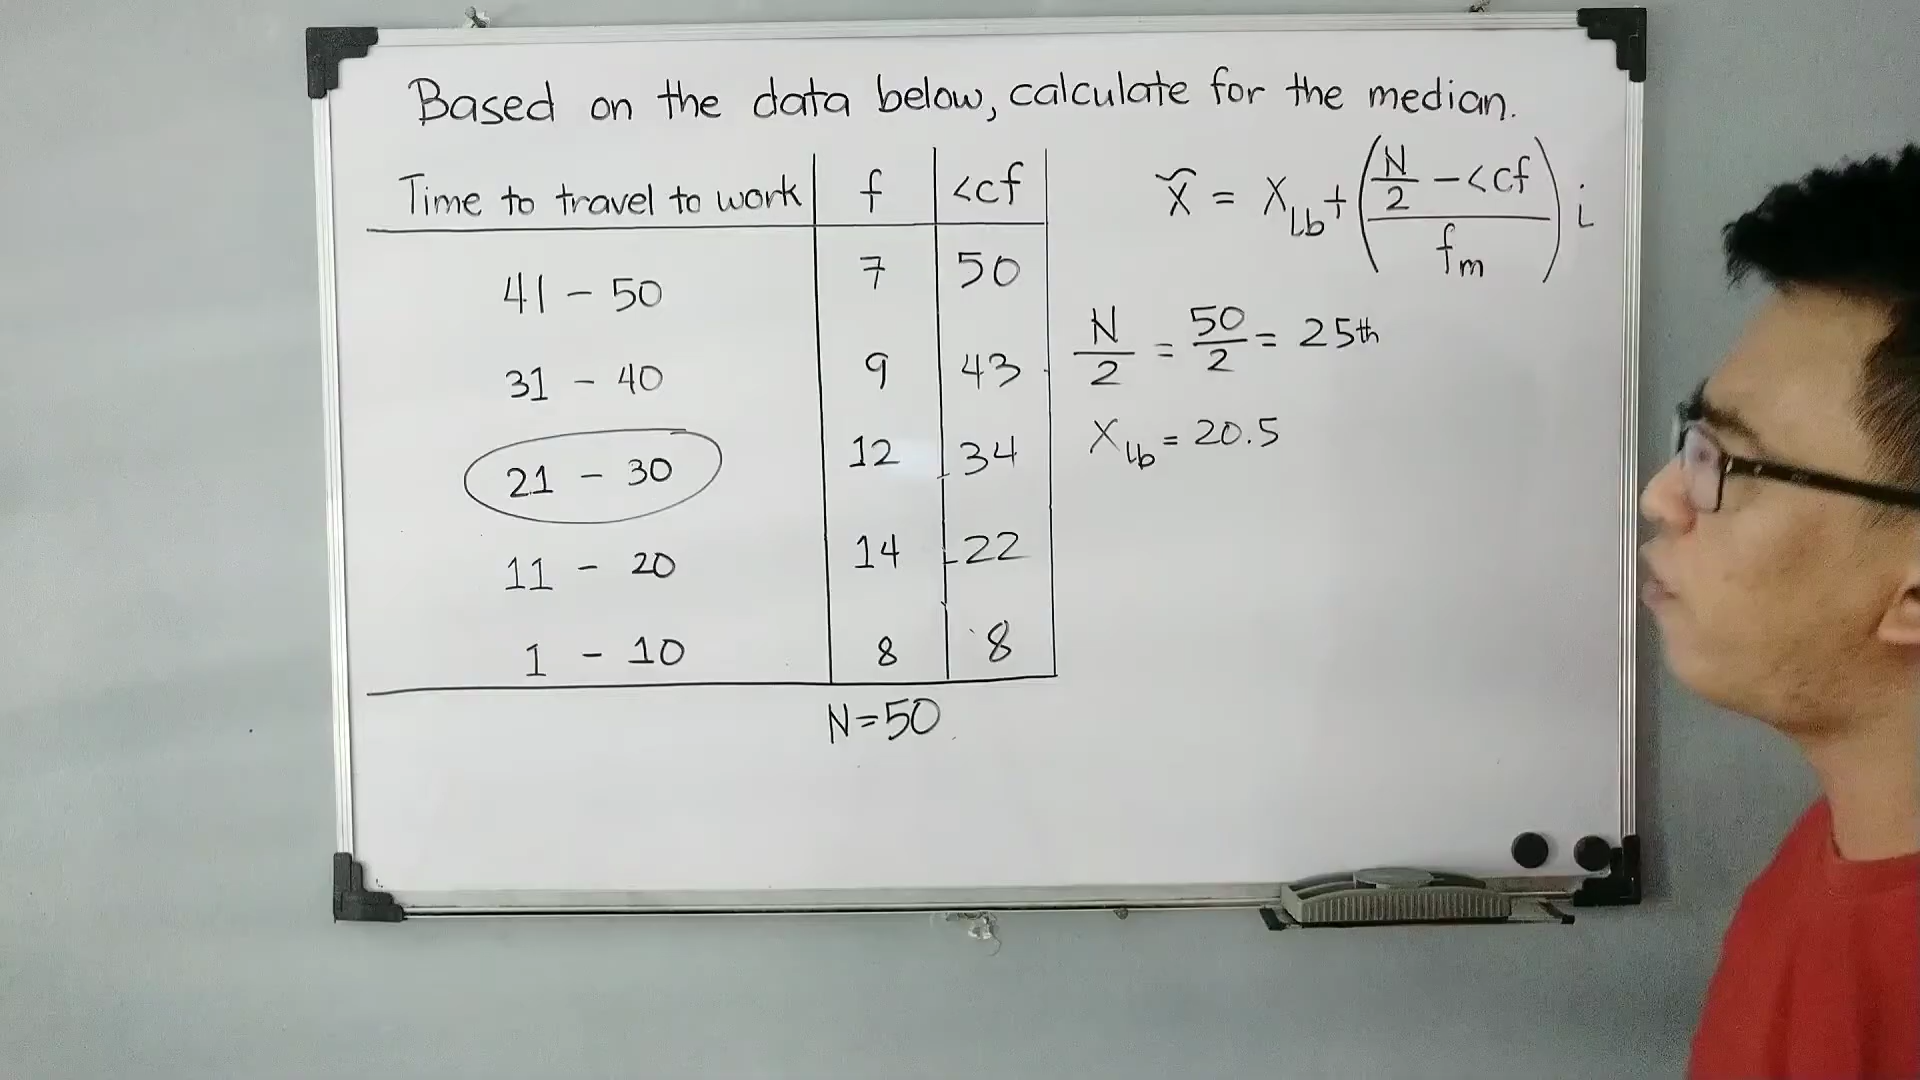 Based on the data below, calculate for the median.
Time to travel to work f <cf
41 - 50 7 50
31 - 40 9 43
21 - 30 12 34
11 - 20 14 22
1 - 10 8 8
N=50
x̃ = X_lb + (N/2 - <cf / f_m) i
N/2 = 50/2 = 25th
X_lb = 20.5